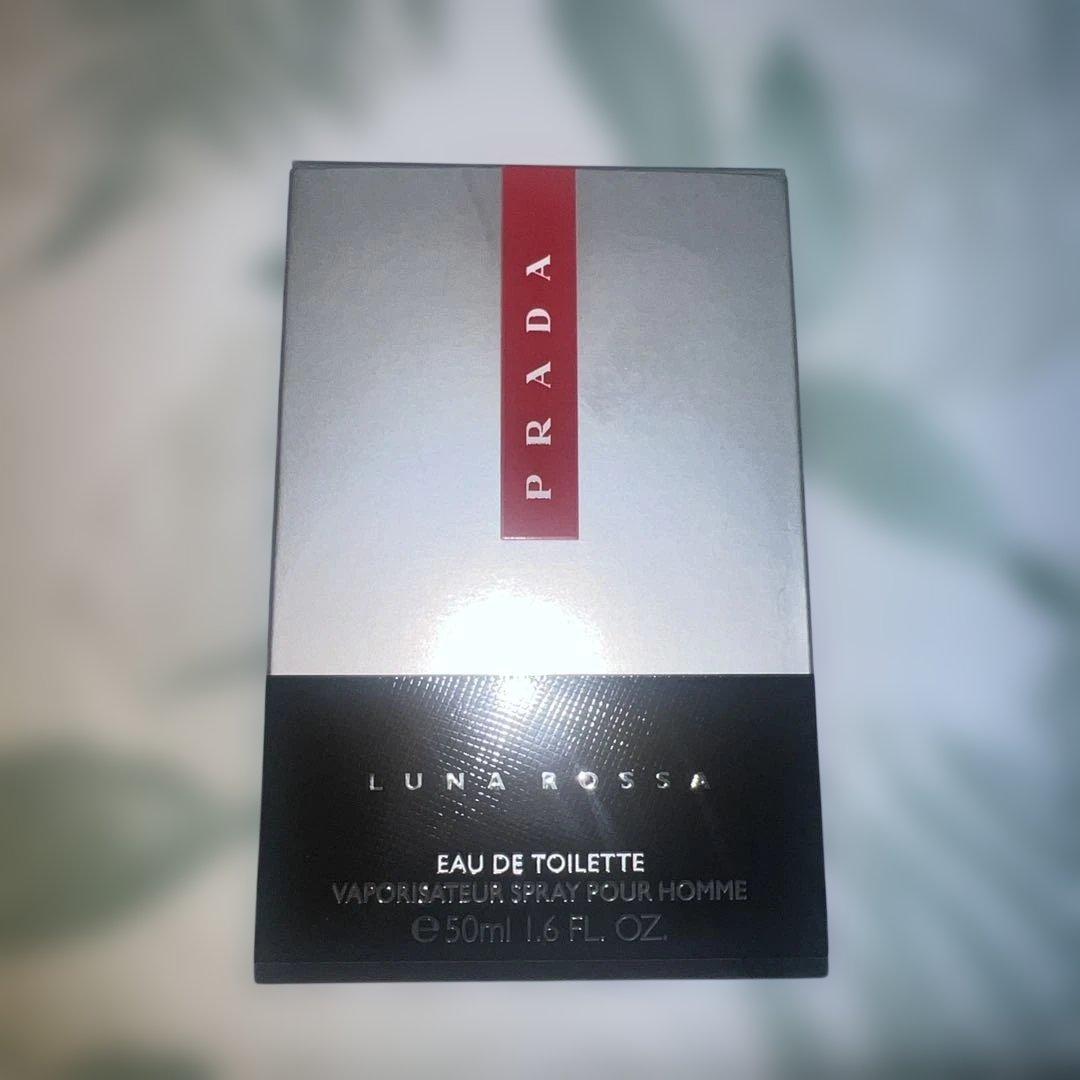 PRADA
LUNA ROSSA
EAU DE TOILETTE
VAPORISATEUR SPRAY POUR HOMME
℮50ml 1.6 FL. OZ.